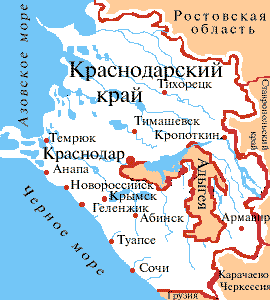 Ростовская
область
Азовское море
Краснодарский
край
Тихорецк
Ставропольский
край
Тимашевск
Кропоткин
Темрюк
Краснодар
Адыгея
Анапа
Новороссийск
Крымск
Геленжик
Абинск
Армавир
Черное море
Туапсе
Сочи
Карачаево
Черкессия
Грузия